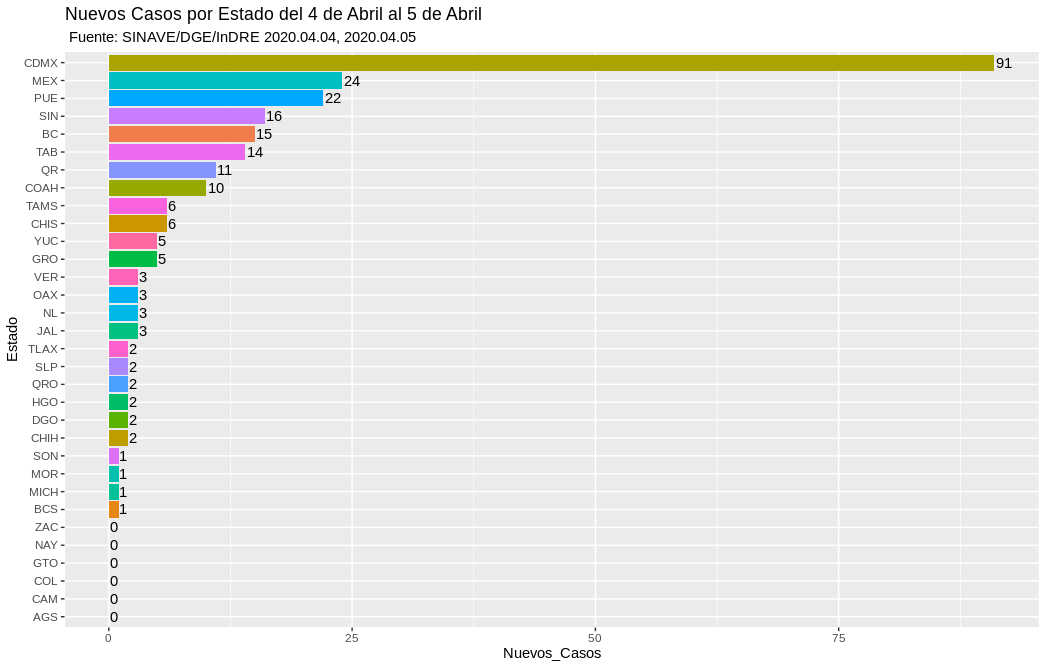 Nuevos Casos por Estado del 4 de Abril al 5 de Abril
Fuente: SINAVE/DGE/InDRE 2020.04.04, 2020.04.05
CDMX 91
MEX 24
PUE 22
SIN 16
BC 15
TAB 14
QR 11
COAH 10
TAMS 6
CHIS 6
YUC 5
GRO 5
VER 3
OAX 3
NL 3
JAL 3
TLAX 2
SLP 2
QRO 2
HGO 2
DGO 2
CHIH 2
SON 1
MOR 1
MICH 1
BCS 1
ZAC 0
NAY 0
GTO 0
COL 0
CAM 0
AGS 0
Estado
0 25 50 75
Nuevos_Casos